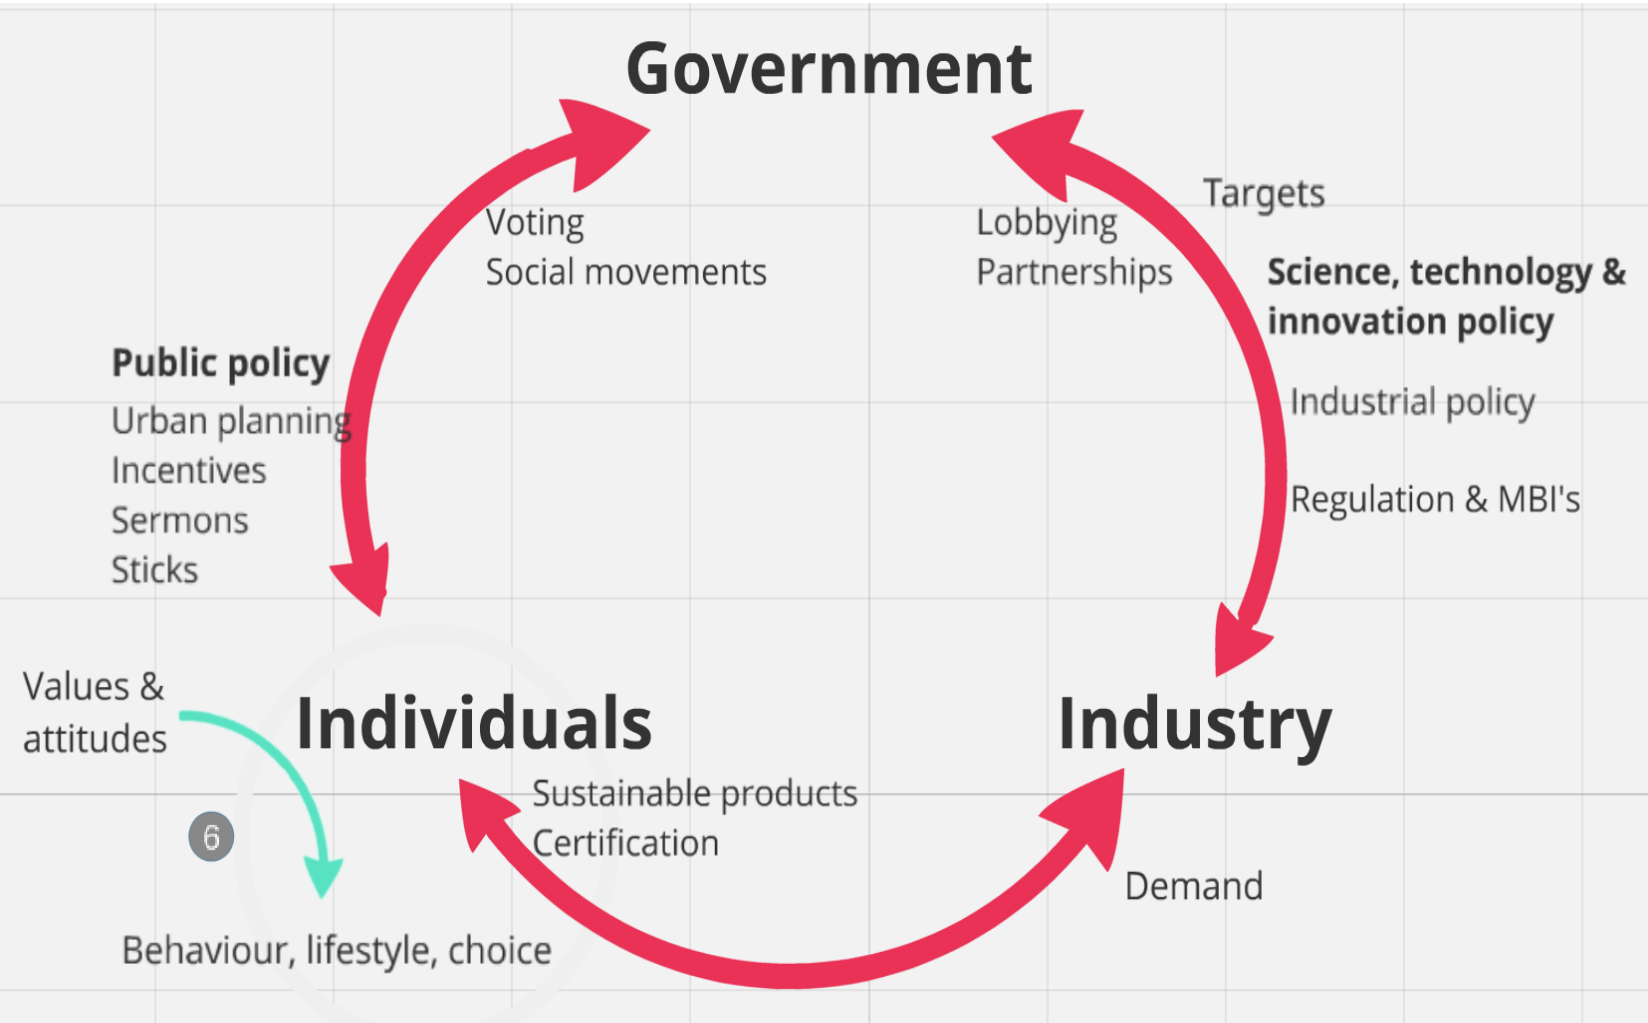 Government
Voting
Social movements
Lobbying
Partnerships
Targets
Science, technology &
innovation policy
Industrial policy
Regulation & MBI's
Public policy
Urban planning
Incentives
Sermons
Sticks
Values &
attitudes
Individuals
Industry
Sustainable products
Certification
Demand
6
Behaviour, lifestyle, choice